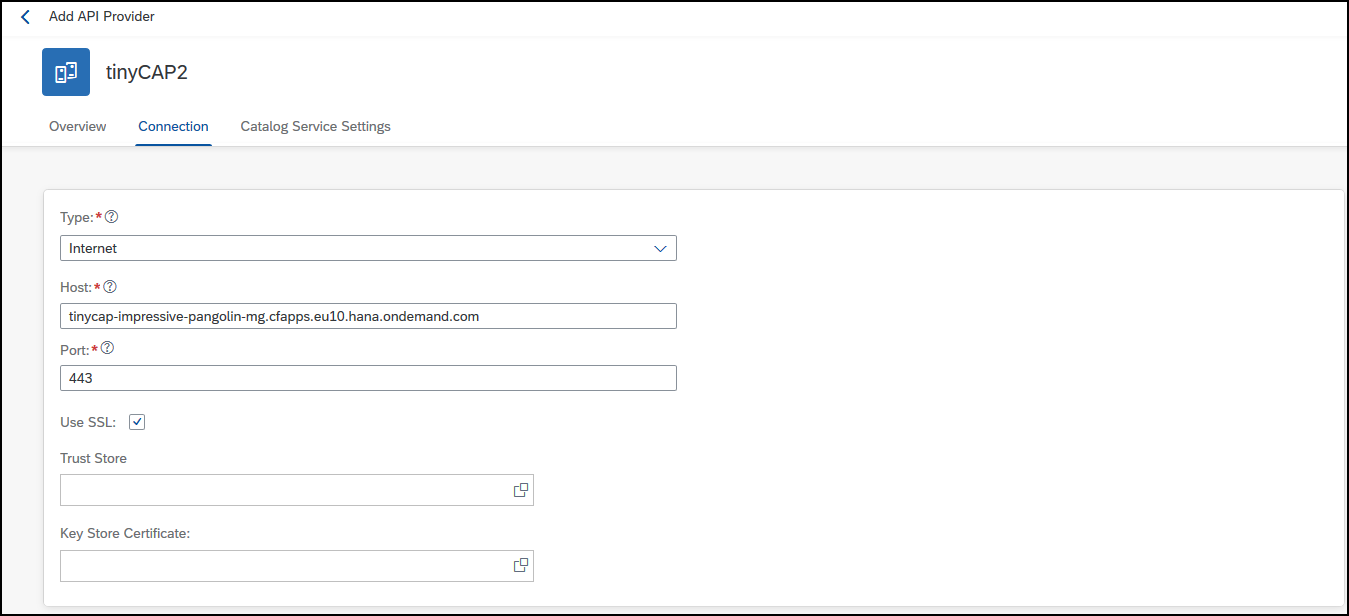 Add API Provider
tinyCAP2
Overview Connection Catalog Service Settings
Type:*
Internet
Host:*
tinycap-impressive-pangolin-mg.cfapps.eu10.hana.ondemand.com
Port:*
443
Use SSL:
Trust Store
Key Store Certificate: